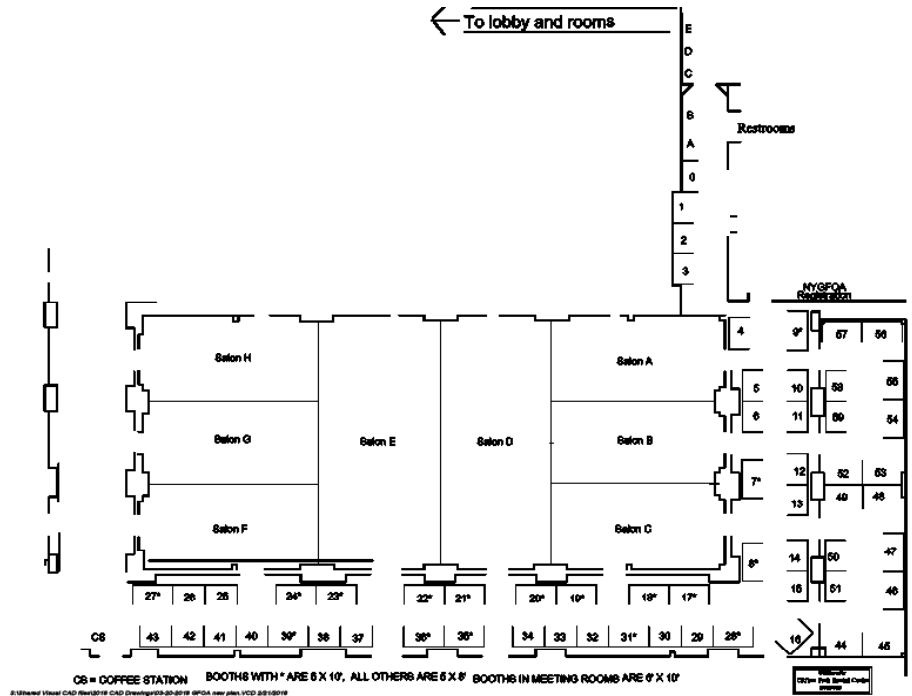 To lobby and rooms
E
D
C
B
Restrooms
A
0
1
2
3
NYGFOA
Registration
4 9* 57 56
Salon H Salon A
5 10 58 55
6 11 59 54
Salon G Salon E Salon D Salon B
7* 12 52 53
13 49 48
Salon F Salon C
8* 14 50 47
15 51 46
27* 26 25 24* 23* 22* 21* 20* 19* 18* 17*
CS 43 42 41 40 39* 38 37 36* 35* 34 33 32 31* 30 29 28* 16 44 45
CS = COFFEE STATION BOOTHS WITH * ARE 5 X 10', ALL OTHERS ARE 5 X 8' BOOTHS IN MEETING ROOMS ARE 6' X 10'